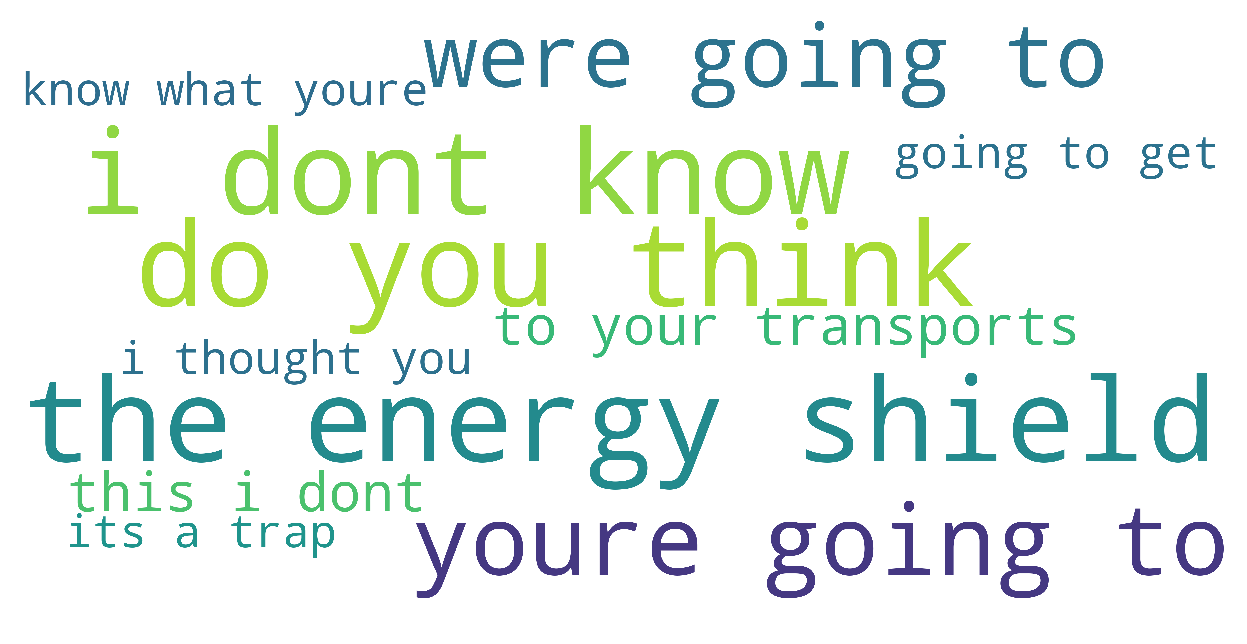 were going to
know what youre
i dont know
going to get
do you think
to your transports
i thought you
the energy shield
this i dont
its a trap
youre going to